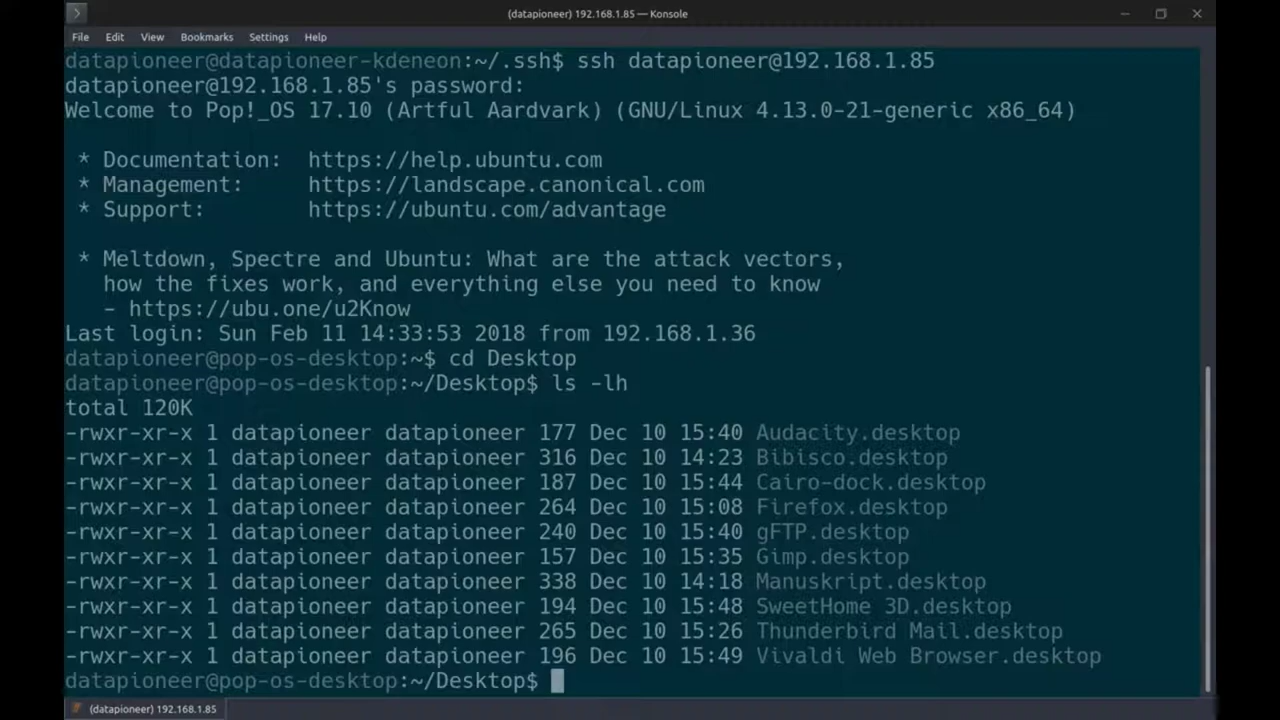 (datapioneer) 192.168.1.85 — Konsole
File Edit View Bookmarks Settings Help
datapioneer@datapioneer-kdeneon:~/.ssh$ ssh datapioneer@192.168.1.85
datapioneer@192.168.1.85's password:
Welcome to Pop!_OS 17.10 (Artful Aardvark) (GNU/Linux 4.13.0-21-generic x86_64)
* Documentation: https://help.ubuntu.com
* Management: https://landscape.canonical.com
* Support: https://ubuntu.com/advantage
* Meltdown, Spectre and Ubuntu: What are the attack vectors,
how the fixes work, and everything else you need to know
- https://ubu.one/u2Know
Last login: Sun Feb 11 14:33:53 2018 from 192.168.1.36
datapioneer@pop-os-desktop:~$ cd Desktop
datapioneer@pop-os-desktop:~/Desktop$ ls -lh
total 120K
-rwxr-xr-x 1 datapioneer datapioneer 177 Dec 10 15:40 Audacity.desktop
-rwxr-xr-x 1 datapioneer datapioneer 316 Dec 10 14:23 Bibisco.desktop
-rwxr-xr-x 1 datapioneer datapioneer 187 Dec 10 15:44 Cairo-dock.desktop
-rwxr-xr-x 1 datapioneer datapioneer 264 Dec 10 15:08 Firefox.desktop
-rwxr-xr-x 1 datapioneer datapioneer 240 Dec 10 15:40 gFTP.desktop
-rwxr-xr-x 1 datapioneer datapioneer 157 Dec 10 15:35 Gimp.desktop
-rwxr-xr-x 1 datapioneer datapioneer 338 Dec 10 14:18 Manuskript.desktop
-rwxr-xr-x 1 datapioneer datapioneer 194 Dec 10 15:48 SweetHome 3D.desktop
-rwxr-xr-x 1 datapioneer datapioneer 265 Dec 10 15:26 Thunderbird Mail.desktop
-rwxr-xr-x 1 datapioneer datapioneer 196 Dec 10 15:49 Vivaldi Web Browser.desktop
datapioneer@pop-os-desktop:~/Desktop$
(datapioneer) 192.168.1.85